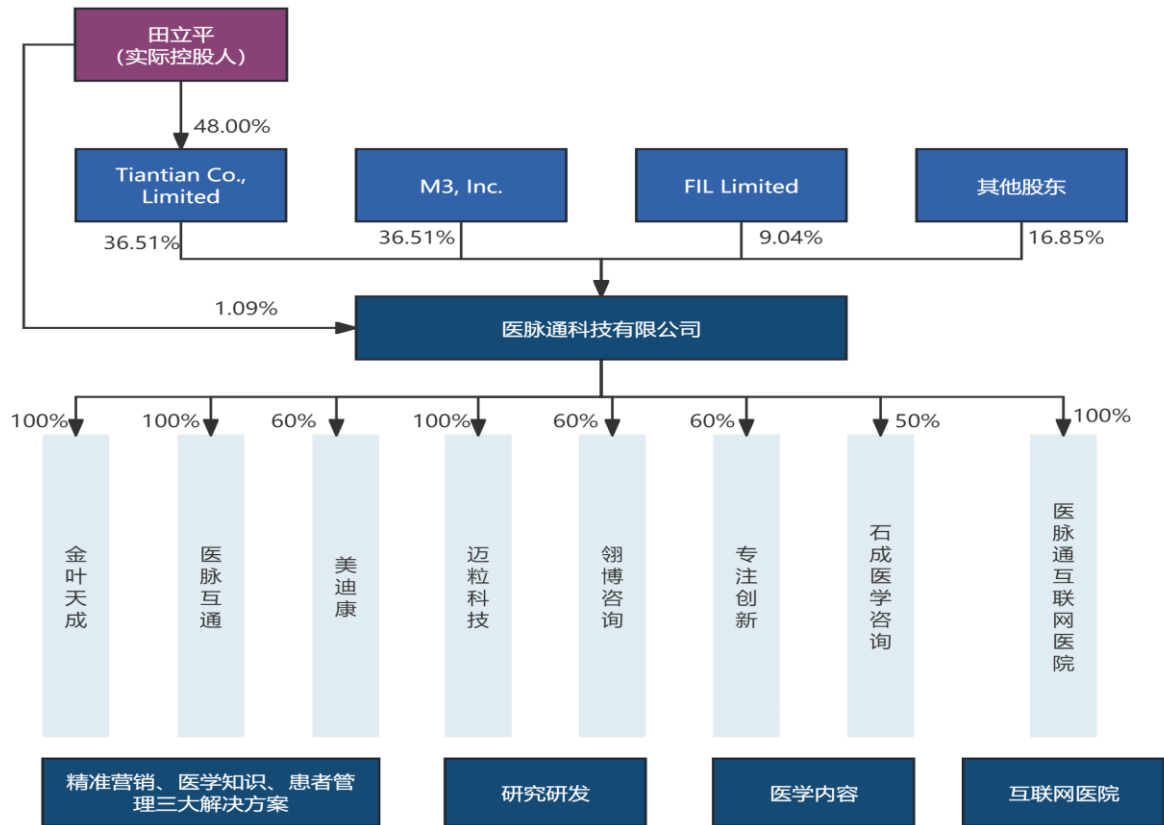 田立平
（实际控股人）
48.00%
Tiantian Co.,
Limited
M3, Inc.
FIL Limited
其他股东
36.51%
36.51%
9.04%
16.85%
1.09%
医脉通科技有限公司
100%
100%
60%
100%
60%
60%
50%
100%
金叶天成
医脉互通
美迪康
迈粒科技
翎博咨询
专注创新
石成医学咨询
医脉通互联网医院
精准营销、医学知识、患者管
理三大解决方案
研究研发
医学内容
互联网医院